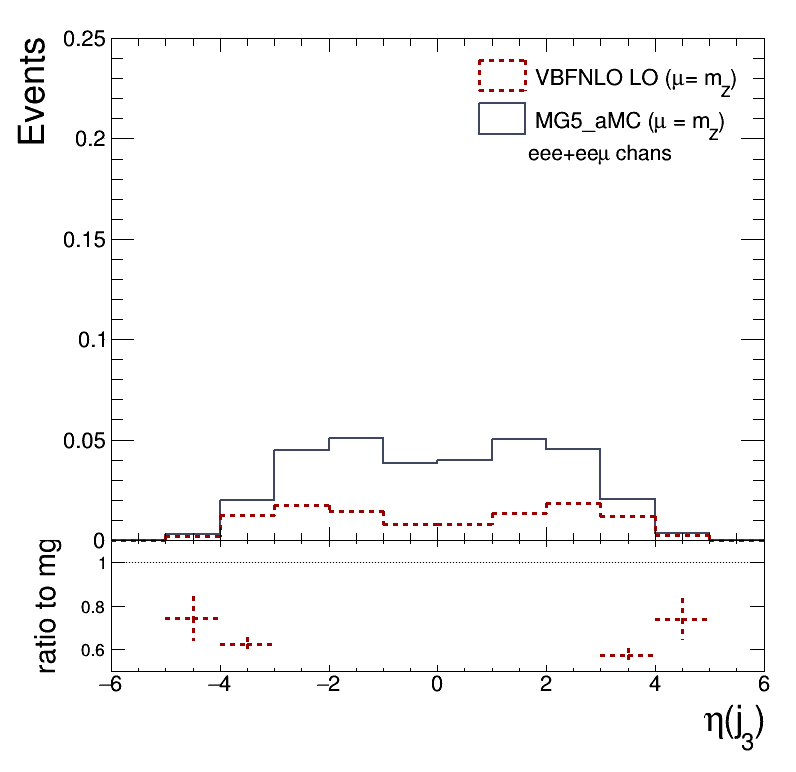 Events
0.25
0.2
0.15
0.1
0.05
0
VBFNLO LO (μ= m_Z)
MG5_aMC (μ = m_Z)
eee+eeμ chans
ratio to mg
1
0.8
0.6
−6 −4 −2 0 2 4 6
η(j_3)